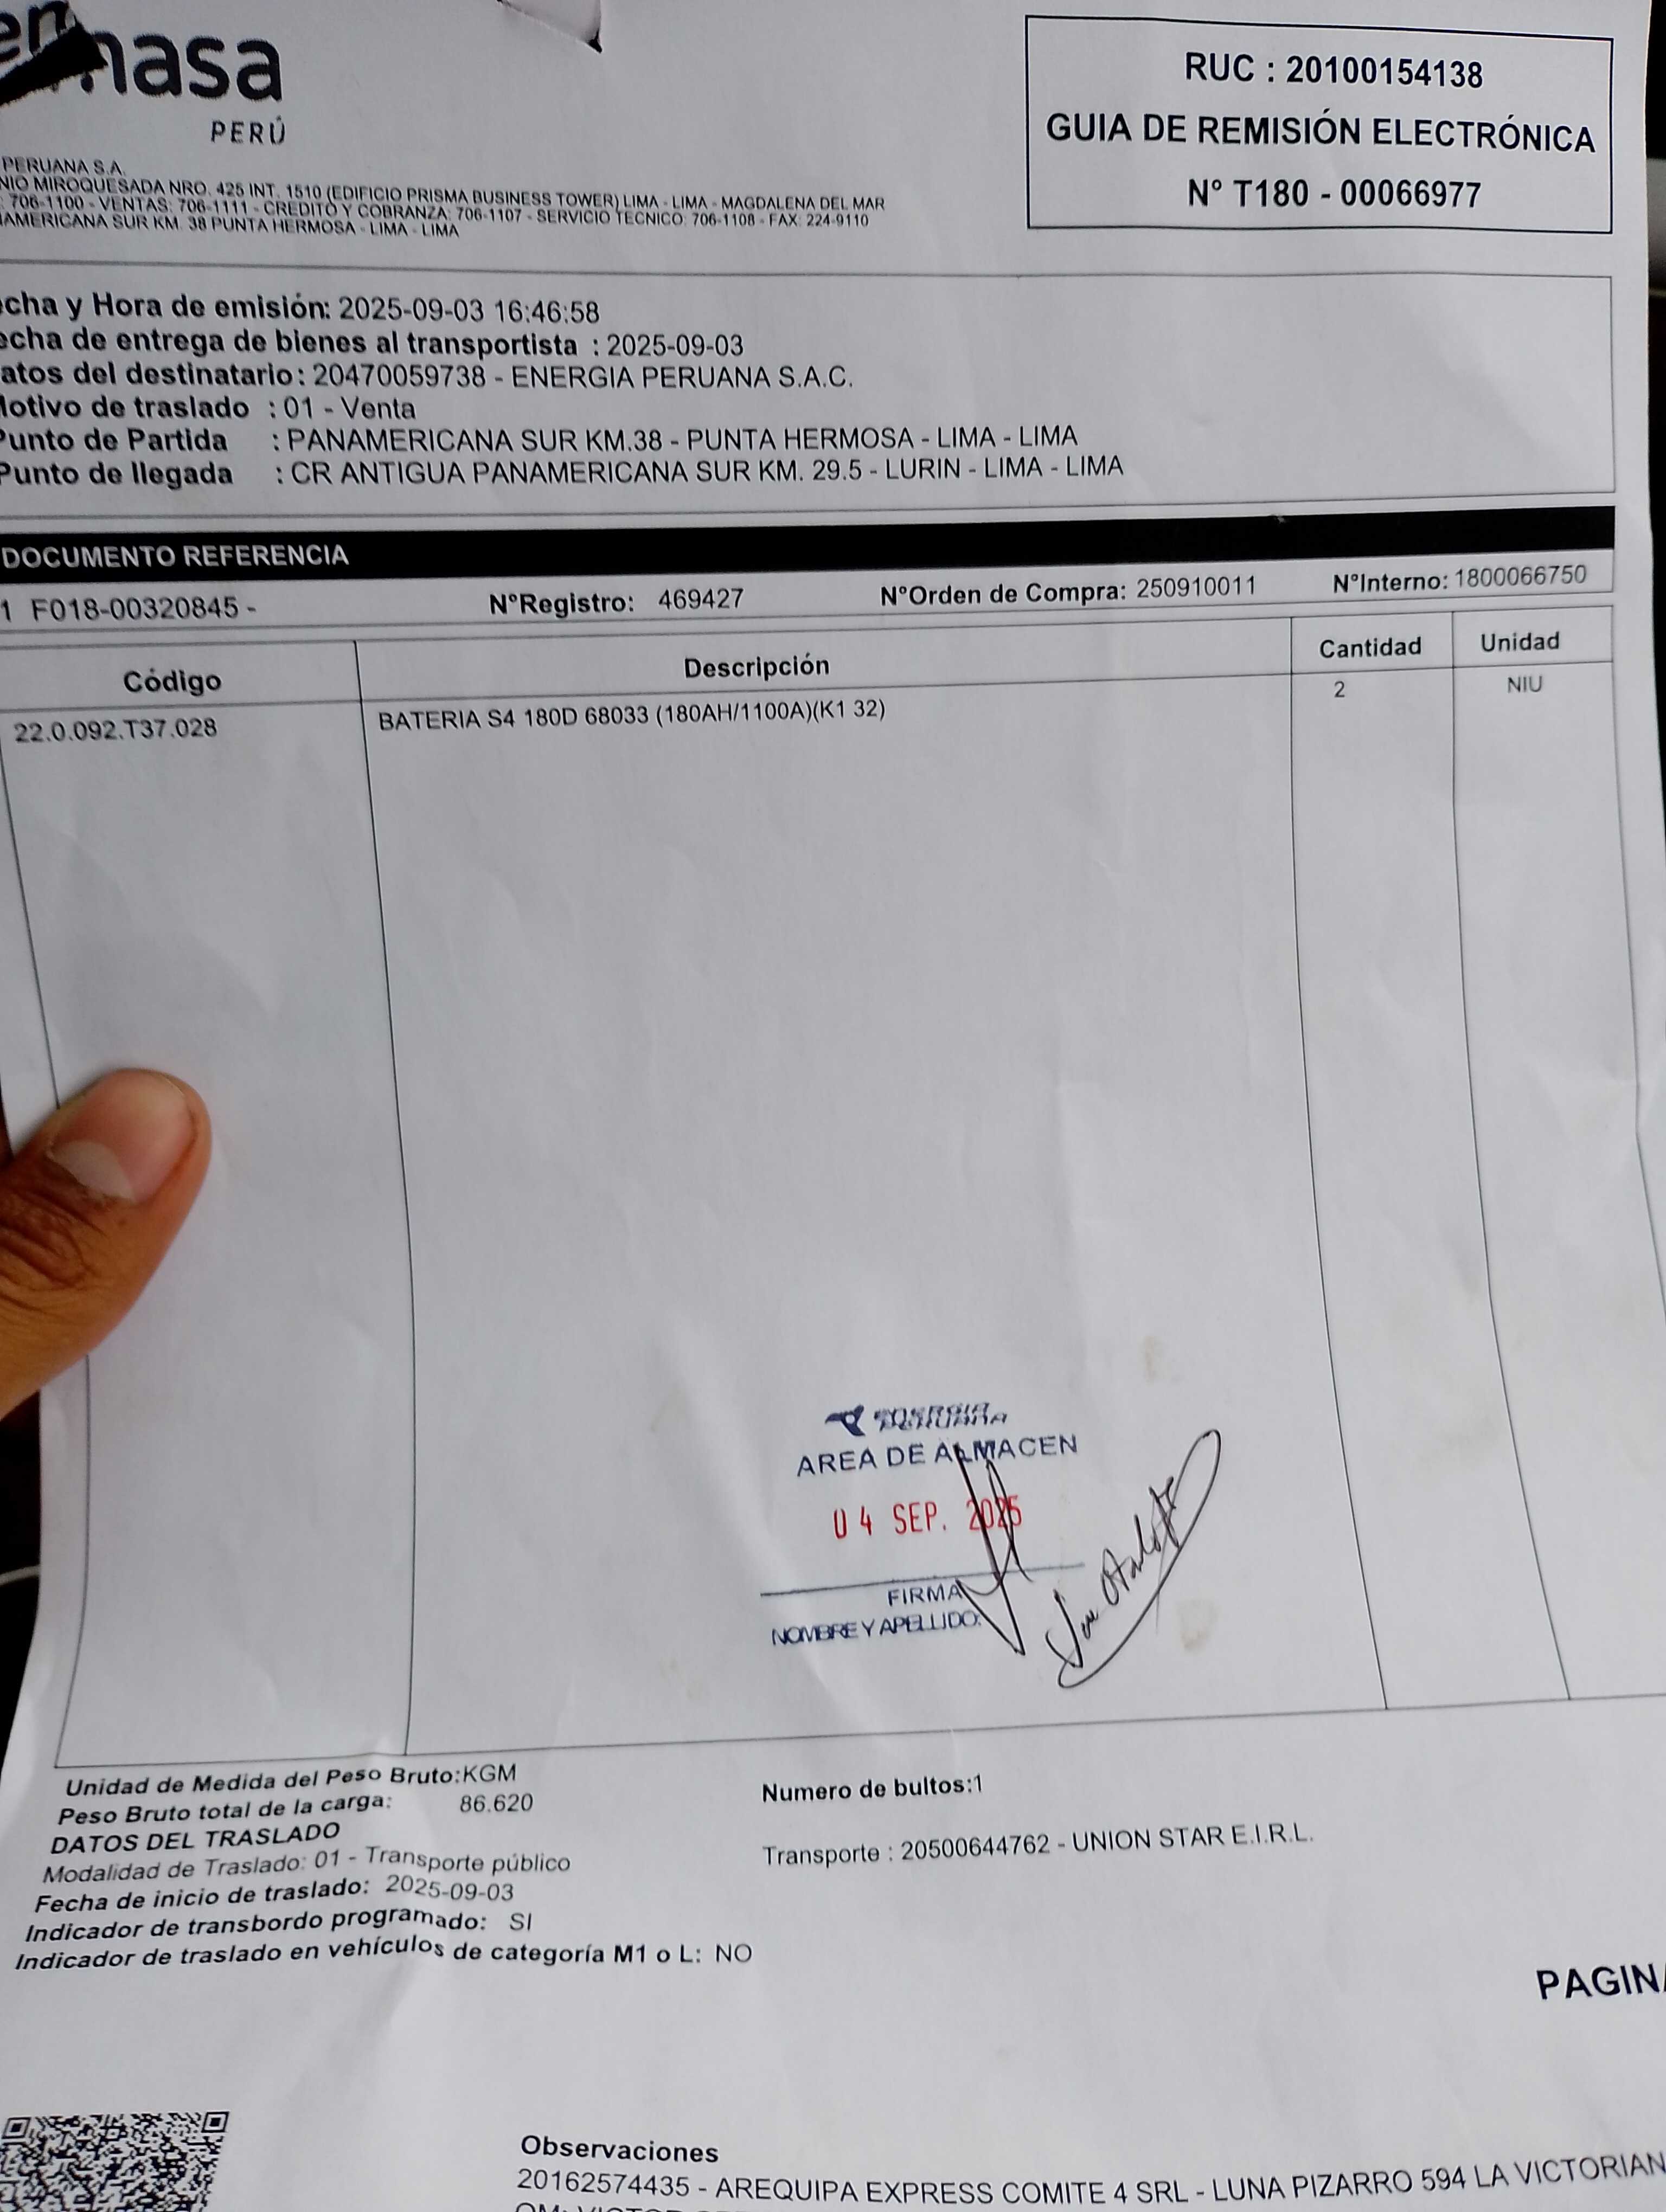 masa
PERÚ
PERUANA S.A.
NIO MIROQUESADA NRO. 425 INT. 1510 (EDIFICIO PRISMA BUSINESS TOWER) LIMA - LIMA - MAGDALENA DEL MAR
: 706-1100 - VENTAS: 706-1111 - CREDITO Y COBRANZA: 706-1107 - SERVICIO TECNICO: 706-1108 - FAX: 224-9110
AMERICANA SUR KM. 38 PUNTA HERMOSA - LIMA - LIMA
RUC : 20100154138
GUIA DE REMISIÓN ELECTRÓNICA
N° T180 - 00066977
echa y Hora de emisión: 2025-09-03 16:46:58
echa de entrega de bienes al transportista : 2025-09-03
atos del destinatario: 20470059738 - ENERGIA PERUANA S.A.C.
Motivo de traslado : 01 - Venta
Punto de Partida : PANAMERICANA SUR KM.38 - PUNTA HERMOSA - LIMA - LIMA
Punto de llegada : CR ANTIGUA PANAMERICANA SUR KM. 29.5 - LURIN - LIMA - LIMA
DOCUMENTO REFERENCIA
1 F018-00320845 - N°Registro: 469427 N°Orden de Compra: 250910011 N°Interno: 1800066750
Código Descripción Cantidad Unidad
22.0.092.T37.028 BATERIA S4 180D 68033 (180AH/1100A)(K1 32) 2 NIU
ENERGIA
PERUANA
AREA DE ALMACEN
04 SEP. 2025
FIRMA
NOMBRE Y APELLIDO:
Unidad de Medida del Peso Bruto:KGM
Peso Bruto total de la carga: 86.620
Numero de bultos:1
DATOS DEL TRASLADO
Modalidad de Traslado: 01 - Transporte público
Transporte : 20500644762 - UNION STAR E.I.R.L.
Fecha de inicio de traslado: 2025-09-03
Indicador de transbordo programado: SI
Indicador de traslado en vehículos de categoría M1 o L: NO
PAGINA
Observaciones
20162574435 - AREQUIPA EXPRESS COMITE 4 SRL - LUNA PIZARRO 594 LA VICTORIAN